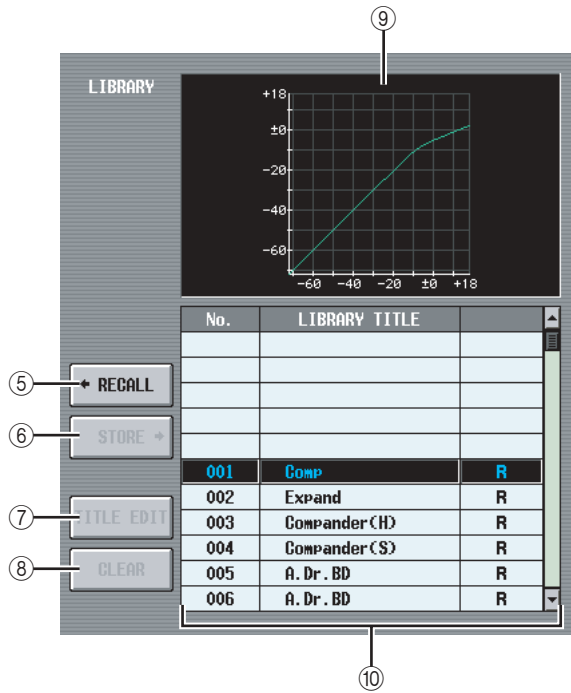 ⑨
LIBRARY
+18
±0
-20
-40
-60
-60 -40 -20 ±0 +18
No. LIBRARY TITLE
⑤ ← RECALL
⑥ STORE →
001 Comp R
002 Expand R
⑦ TITLE EDIT
003 Compander(H) R
004 Compander(S) R
⑧ CLEAR
005 A.Dr.BD R
006 A.Dr.BD R
⑩